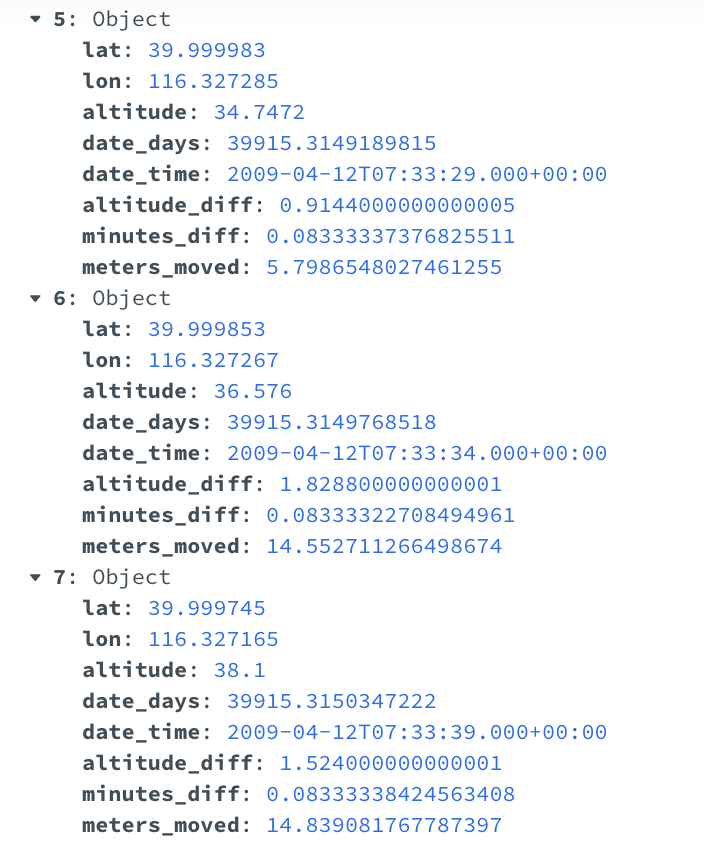 5: Object
lat: 39.999983
lon: 116.327285
altitude: 34.7472
date_days: 39915.3149189815
date_time: 2009-04-12T07:33:29.000+00:00
altitude_diff: 0.9144000000000005
minutes_diff: 0.08333337376825511
meters_moved: 5.7986548027461255
6: Object
lat: 39.999853
lon: 116.327267
altitude: 36.576
date_days: 39915.3149768518
date_time: 2009-04-12T07:33:34.000+00:00
altitude_diff: 1.828800000000001
minutes_diff: 0.08333322708494961
meters_moved: 14.552711266498674
7: Object
lat: 39.999745
lon: 116.327165
altitude: 38.1
date_days: 39915.3150347222
date_time: 2009-04-12T07:33:39.000+00:00
altitude_diff: 1.524000000000001
minutes_diff: 0.08333338424563408
meters_moved: 14.839081767787397